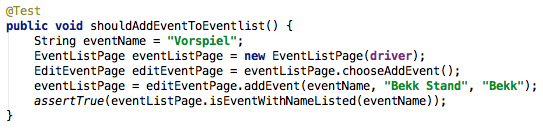 @Test
public void shouldAddEventToEventlist() {
    String eventName = "Vorspiel";
    EventListPage eventListPage = new EventListPage(driver);
    EditEventPage editEventPage = eventListPage.chooseAddEvent();
    eventListPage = editEventPage.addEvent(eventName, "Bekk Stand", "Bekk");
    assertTrue(eventListPage.isEventWithNameListed(eventName));
}